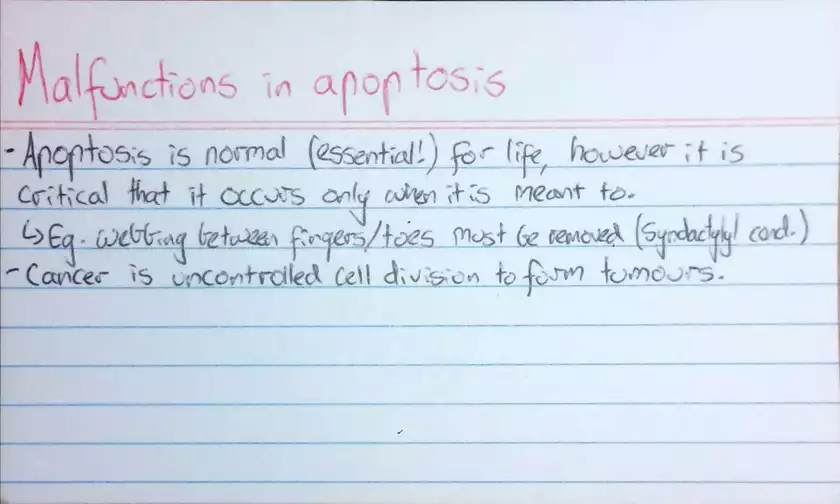 Malfunctions in apoptosis
- Apoptosis is normal (essential!) for life, however it is
critical that it occurs only when it is meant to.
↳ Eg. webbing between fingers/toes must be removed (Syndactylyl cond.)
- Cancer is uncontrolled cell division to form tumours.